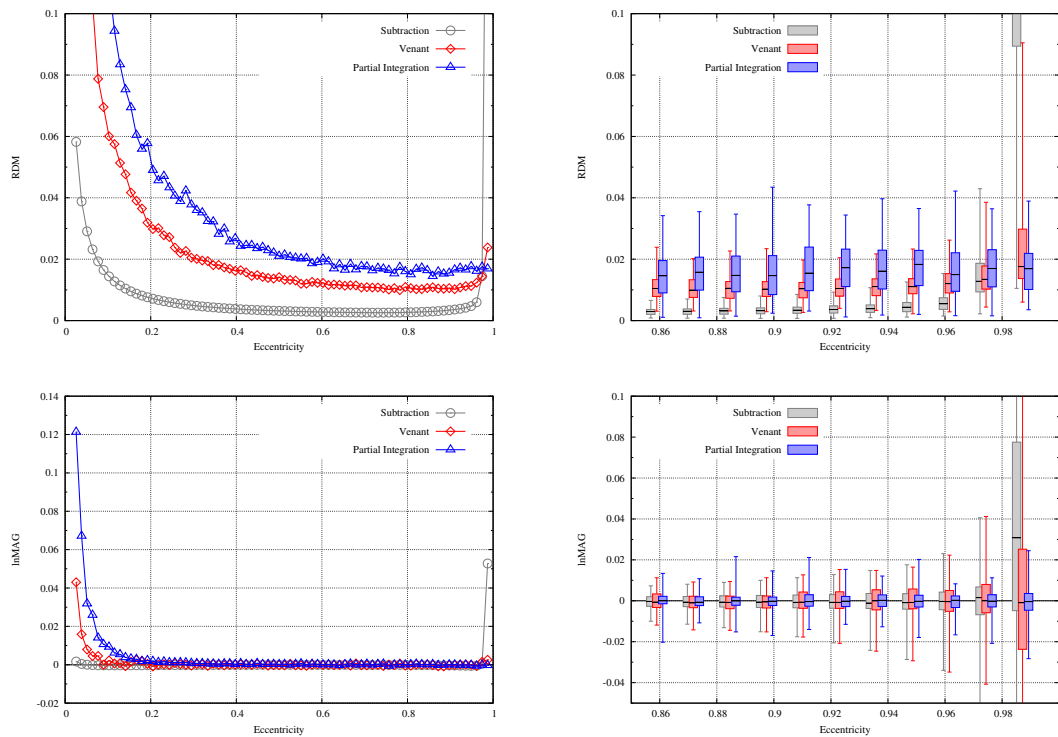 0.1
0.08
0.06
0.04
0.02
0
RDM
0 0.2 0.4 0.6 0.8 1
Eccentricity
Subtraction
Venant
Partial Integration
0.1
0.08
0.06
0.04
0.02
0
RDM
0.86 0.88 0.9 0.92 0.94 0.96 0.98
Eccentricity
Subtraction
Venant
Partial Integration
0.14
0.12
0.1
0.08
0.06
0.04
0.02
0
-0.02
lnMAG
0 0.2 0.4 0.6 0.8 1
Eccentricity
Subtraction
Venant
Partial Integration
0.1
0.08
0.06
0.04
0.02
0
-0.02
-0.04
lnMAG
0.86 0.88 0.9 0.92 0.94 0.96 0.98
Eccentricity
Subtraction
Venant
Partial Integration